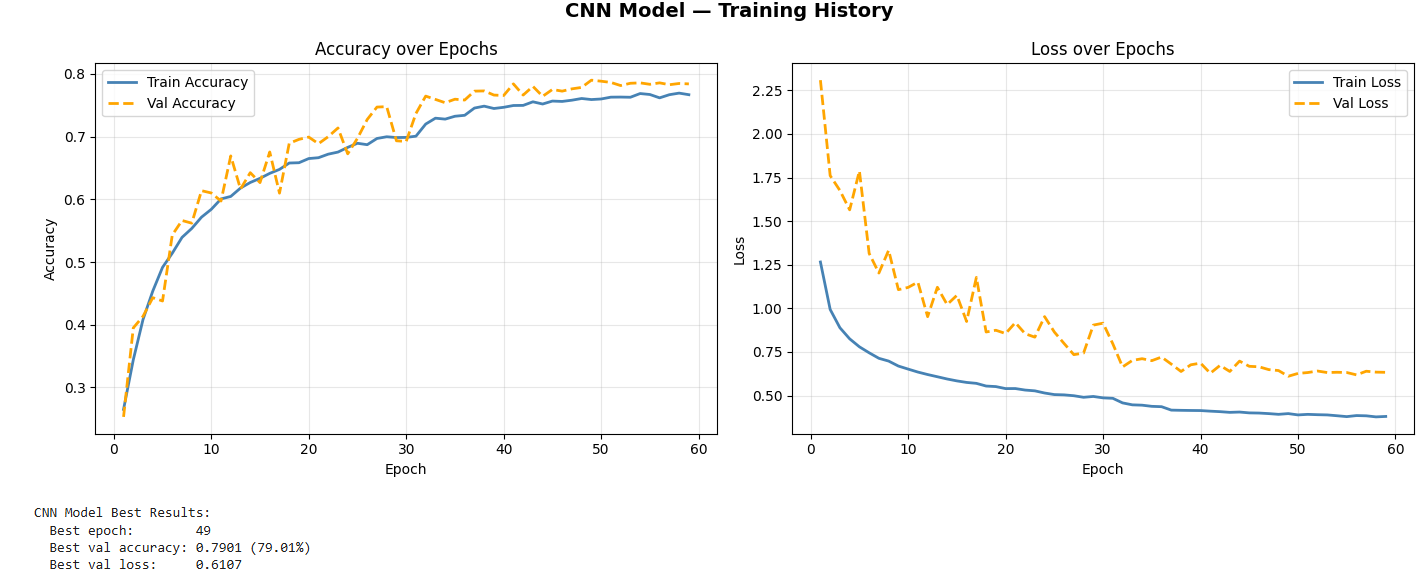 CNN Model — Training History
Accuracy over Epochs
Train Accuracy
Val Accuracy
0.8
0.7
0.6
0.5
0.4
0.3
Accuracy
0 10 20 30 40 50 60
Epoch
Loss over Epochs
Train Loss
Val Loss
2.25
2.00
1.75
1.50
1.25
1.00
0.75
0.50
Loss
0 10 20 30 40 50 60
Epoch
CNN Model Best Results:
Best epoch: 49
Best val accuracy: 0.7901 (79.01%)
Best val loss: 0.6107